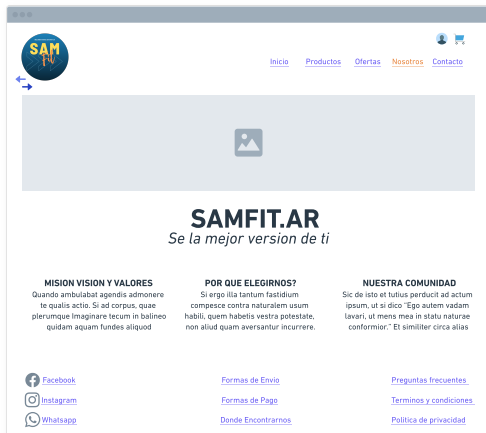 SAM
Fit
Inicio Productos Ofertas Nosotros Contacto
SAMFIT.AR
Se la mejor version de ti
MISION VISION Y VALORES
Quando ambulabat agendis admonere
te qualis actio. Si ad corpus, quae
plerumque Imaginare tecum in balineo
quidam aquam fundes aliquod
POR QUE ELEGIRNOS?
Si ergo illa tantum fastidium
compesce contra naturalem usum
habili, quem habetis vestra potestate,
non aliud quam aversantur incurrere.
NUESTRA COMUNIDAD
Sic de isto et tutius perducit ad actum
ipsum, ut si dico “Ego autem vadam
lavari, ut mens mea in statu naturae
conformior.” Et similiter circa alias
Facebook
Instagram
Whatsapp
Formas de Envio
Formas de Pago
Donde Encontrarnos
Preguntas frecuentes
Terminos y condiciones
Politica de privacidad